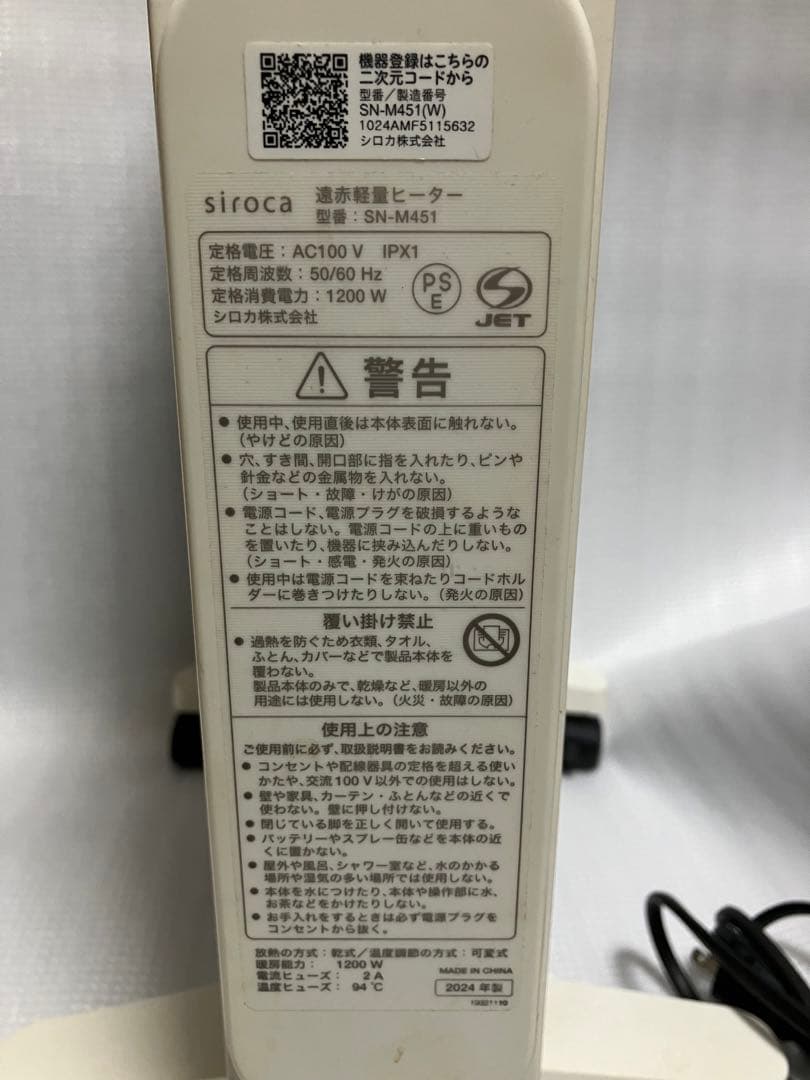 機器登録はこちらの
二次元コードから
型番／製造番号
SN-M451(W)
1024AMF5115632
シロカ株式会社
siroca 遠赤軽量ヒーター
型番：SN-M451
定格電圧：AC100 V IPX1
定格周波数：50/60 Hz
定格消費電力：1200 W
シロカ株式会社
PS
E
JET
警告
● 使用中、使用直後は本体表面に触れない。
（やけどの原因）
● 穴、すき間、開口部に指を入れたり、ピンや
針金などの金属物を入れない。
（ショート・故障・けがの原因）
● 電源コード、電源プラグを破損するような
ことはしない。電源コードの上に重いもの
を置いたり、機器に挟み込んだりしない。
（ショート・感電・発火の原因）
● 使用中は電源コードを束ねたりコードホル
ダーに巻きつけたりしない。（発火の原因）
覆い掛け禁止
● 過熱を防ぐため衣類、タオル、
ふとん、カバーなどで製品本体を
覆わない。
製品本体のみで、乾燥など、暖房以外の
用途には使用しない。（火災・故障の原因）
使用上の注意
ご使用前に必ず、取扱説明書をお読みください。
● コンセントや配線器具の定格を超える使い
かたや、交流100 V以外での使用はしない。
● 壁や家具、カーテン・ふとんなどの近くで
使わない。壁に押し付けない。
● 閉じている脚を正しく開いて使用する。
● バッテリーやスプレー缶などを本体の近
くに置かない。
● 屋外や風呂、シャワー室など、水のかかる
場所や湿気の多い場所では使用しない。
● 本体を水につけたり、本体や操作部に水、
お茶などをかけたりしない。
● お手入れをするときは必ず電源プラグを
コンセントから抜く。
放熱の方式：乾式／温度調節の方式：可変式
暖房能力： 1200 W
電流ヒューズ： 2 A
温度ヒューズ： 94 ℃
MADE IN CHINA
2024 年製